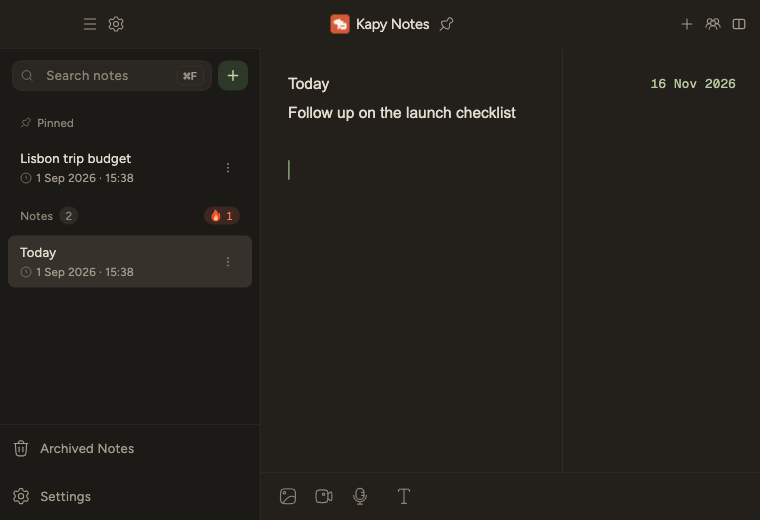 Kapy Notes
Search notes ⌘F
Pinned
Lisbon trip budget
1 Sep 2026 · 15:38
Notes 2 🔥 1
Today
1 Sep 2026 · 15:38
Archived Notes
Settings
Today 16 Nov 2026
Follow up on the launch checklist